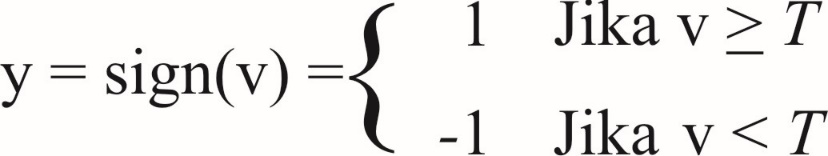 1 Jika v ≥ T
y = sign(v) = {
-1 Jika v < T